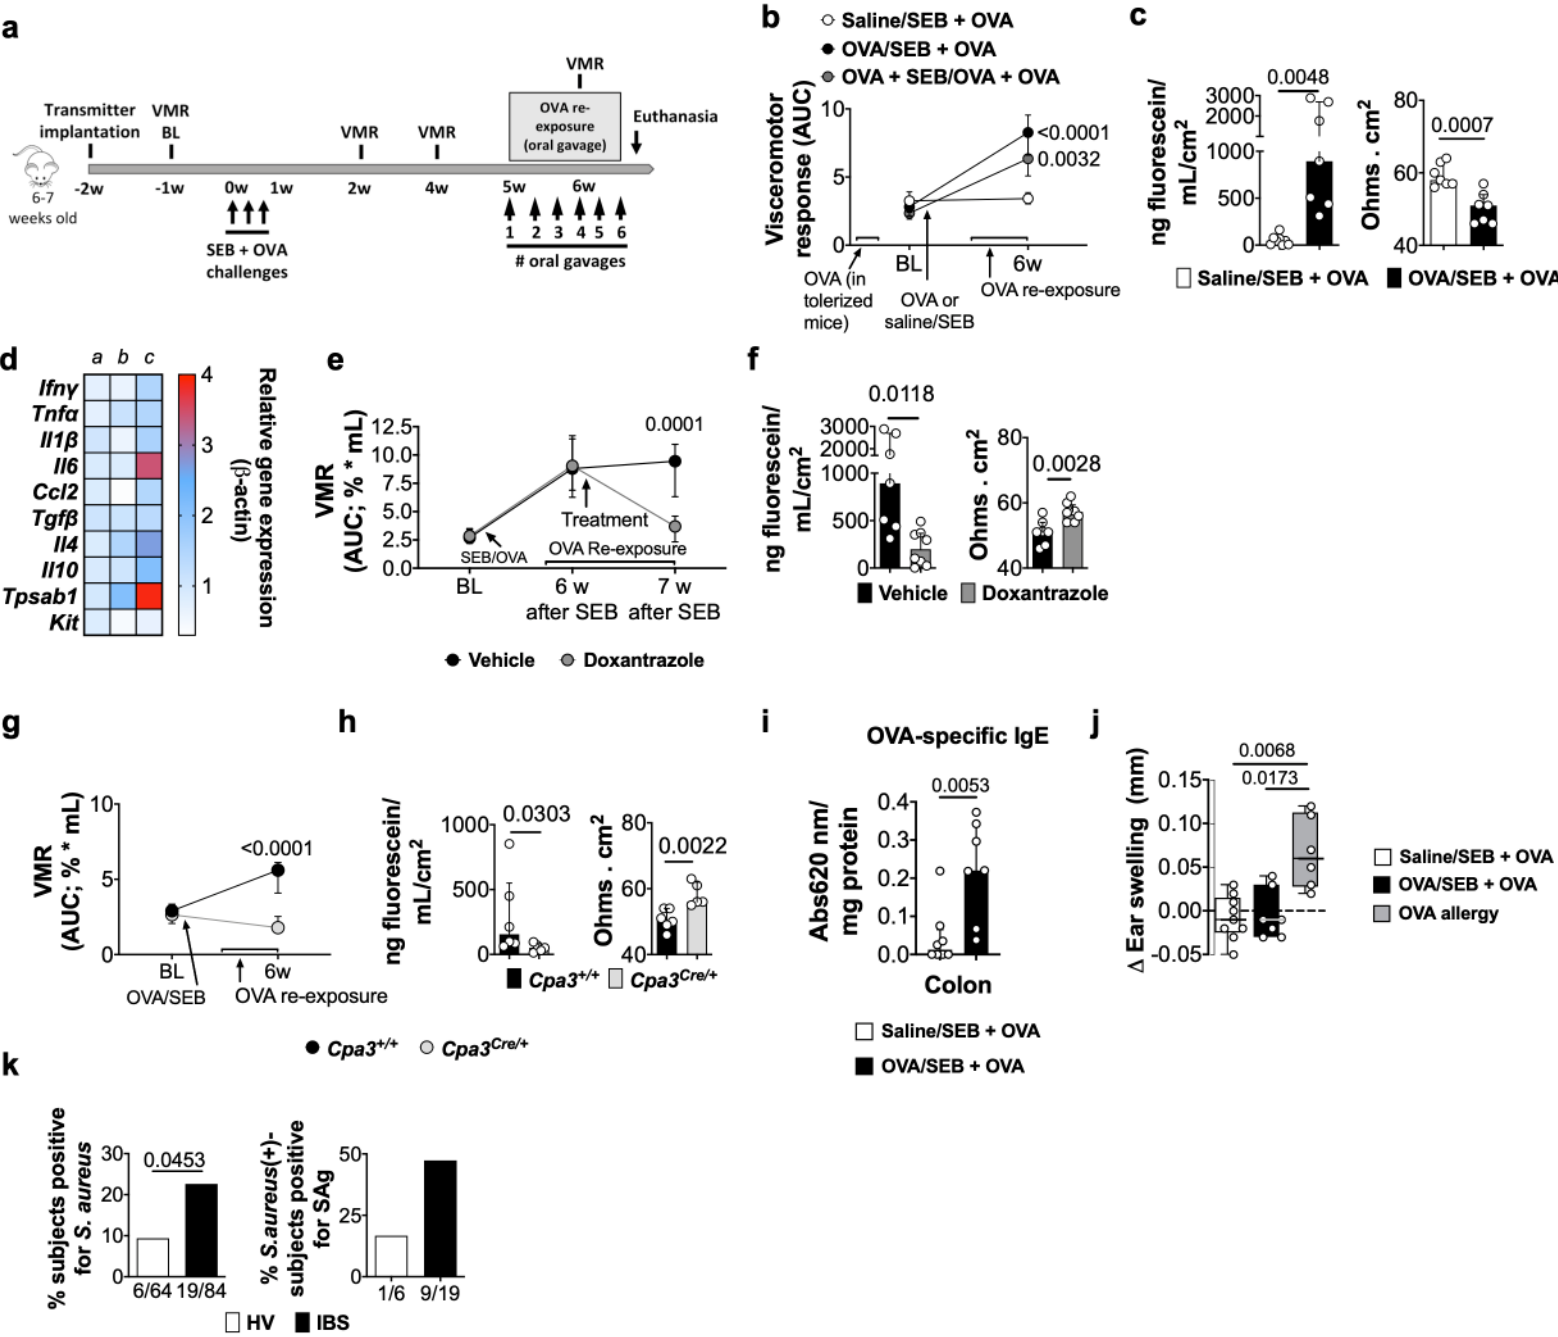 a
Transmitter
implantation
VMR
BL
VMR
VMR
VMR
OVA re-
exposure
(oral gavage)
Euthanasia
6-7
weeks old
-2w
-1w
0w
1w
2w
4w
5w
6w
SEB + OVA
challenges
1 2 3 4 5 6
# oral gavages
b
Saline/SEB + OVA
OVA/SEB + OVA
OVA + SEB/OVA + OVA
Visceromotor
response (AUC)
10
5
0
<0.0001
0.0032
BL
6w
OVA (in
tolerized
mice)
OVA or
saline/SEB
OVA re-exposure
c
ng fluorescein/
mL/cm2
3000
2000
1000
500
0
0.0048
Ohms . cm2
80
60
40
0.0007
Saline/SEB + OVA
OVA/SEB + OVA
d
a b c
Ifnγ
Tnfα
Il1β
Il6
Ccl2
Tgfβ
Il4
Il10
Tpsab1
Kit
4
3
2
1
Relative gene expression
(β-actin)
e
VMR
(AUC; % * mL)
12.5
10.0
7.5
5.00
2.5
0.0
0.0001
Treatment
SEB/OVA
OVA Re-exposure
BL
6 w
after SEB
7 w
after SEB
Vehicle
Doxantrazole
f
ng fluorescein/
mL/cm2
3000
2000
1000
500
0
0.0118
Ohms . cm2
80
60
40
0.0028
Vehicle
Doxantrazole
g
VMR
(AUC; % * mL)
10
5
0
<0.0001
BL
6w
OVA/SEB
OVA re-exposure
Cpa3+/+
Cpa3Cre/+
h
ng fluorescein/
mL/cm2
1000
500
0
0.0303
Ohms . cm2
80
60
40
0.0022
Cpa3+/+
Cpa3Cre/+
i
OVA-specific IgE
Abs620 nm/
mg protein
0.4
0.3
0.2
0.1
0.0
0.0053
Colon
Saline/SEB + OVA
OVA/SEB + OVA
j
Δ Ear swelling (mm)
0.15
0.10
0.05
0.00
-0.05
0.0068
0.0173
Saline/SEB + OVA
OVA/SEB + OVA
OVA allergy
k
% subjects positive
for S. aureus
30
20
10
0
0.0453
6/64 19/84
% S.aureus(+)-
subjects positive
for SAg
50
25
0
1/6 9/19
HV
IBS